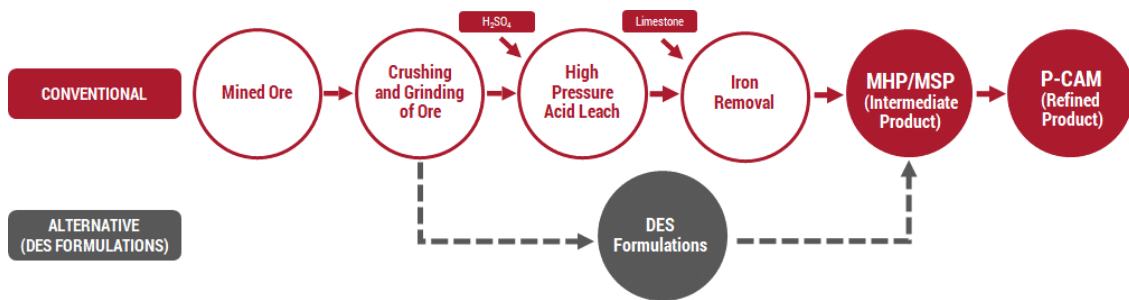 H₂SO₄
Limestone
CONVENTIONAL
Mined Ore
Crushing
and Grinding
of Ore
High
Pressure
Acid Leach
Iron
Removal
MHP/MSP
(Intermediate
Product)
P-CAM
(Refined
Product)
ALTERNATIVE
(DES FORMULATIONS)
DES
Formulations